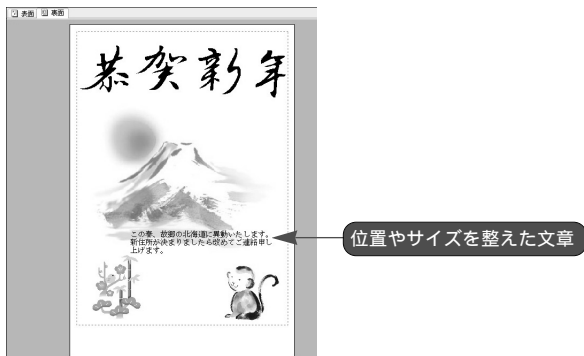 表面 裏面
恭賀新年
この春、故郷の北海道に異動いたします。
新住所が決まりましたら改めてご連絡申し
上げます。
位置やサイズを整えた文章